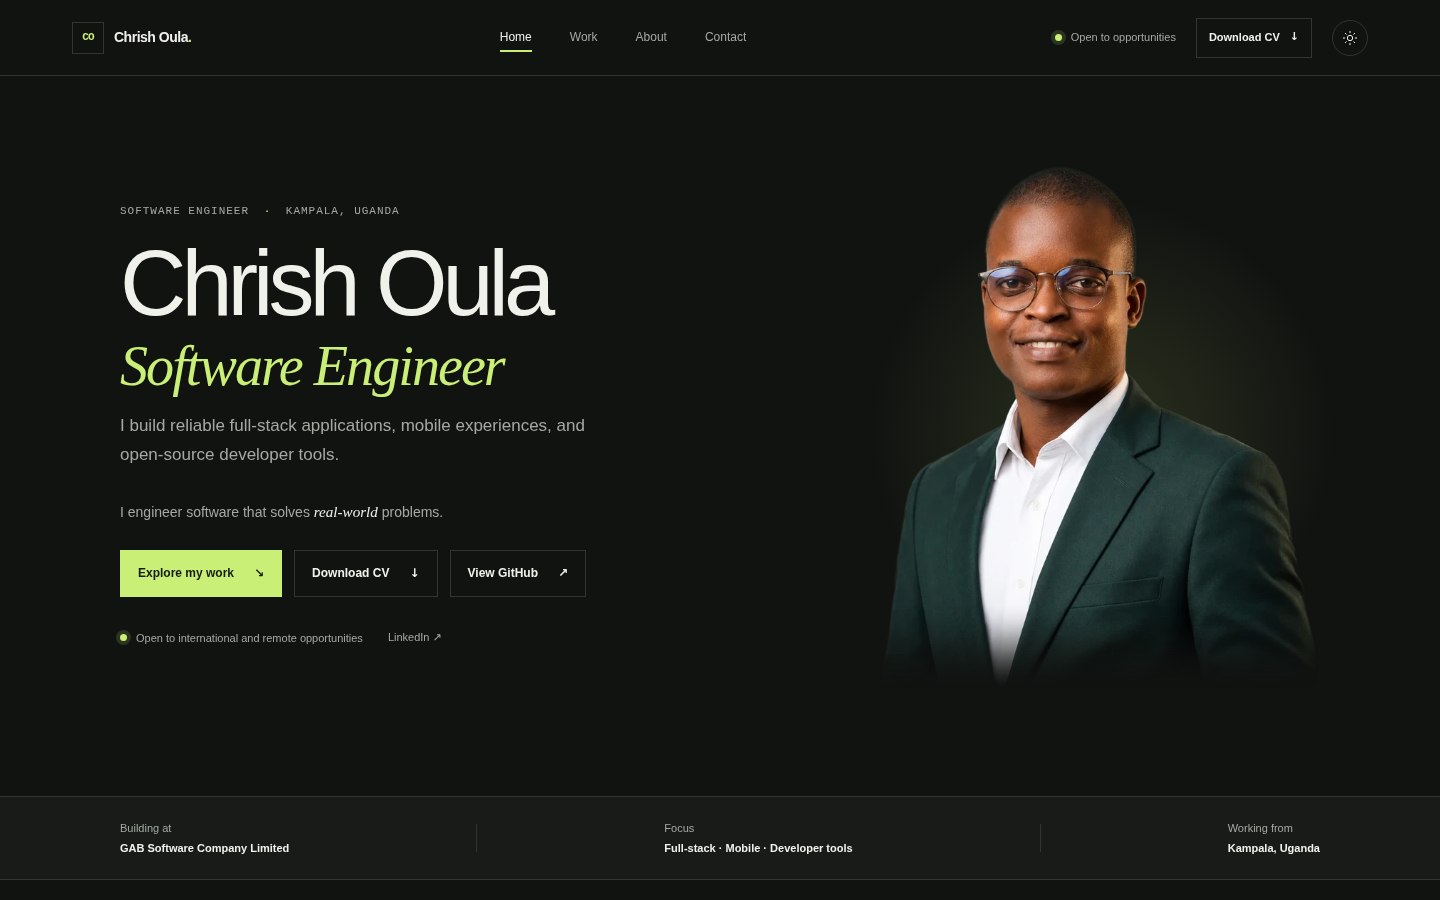 co
Chrish Oula.
Home
Work
About
Contact
Open to opportunities
Download CV ↓
SOFTWARE ENGINEER · KAMPALA, UGANDA
Chrish Oula
Software Engineer
I build reliable full-stack applications, mobile experiences, and
open-source developer tools.
I engineer software that solves real-world problems.
Explore my work ↘
Download CV ↓
View GitHub ↗
Open to international and remote opportunities
LinkedIn ↗
Building at
GAB Software Company Limited
Focus
Full-stack · Mobile · Developer tools
Working from
Kampala, Uganda